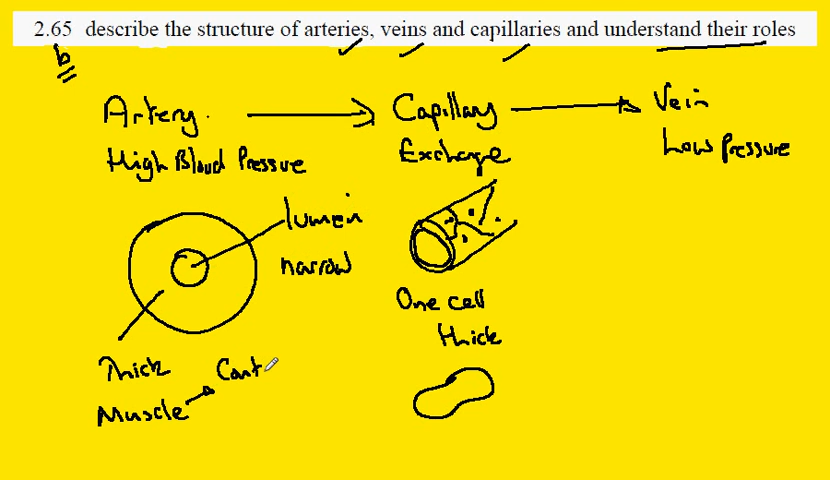 2.65 describe the structure of arteries, veins and capillaries and understand their roles
b
Artery. Capillary Vein
High Blood Pressure Exchange Low Pressure
lumen
narrow
One cell
thick
Thick Cont
Muscle